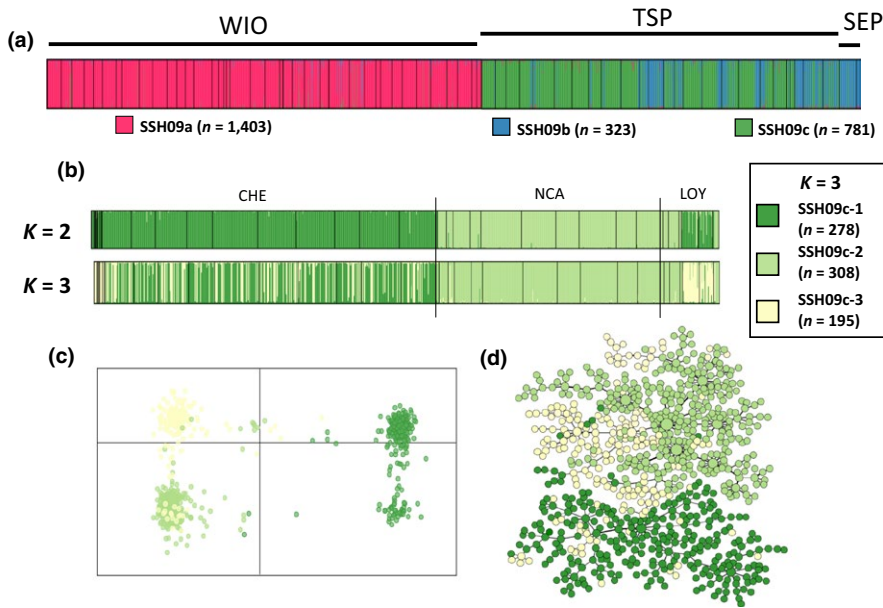 WIO TSP SEP
(a)
SSH09a (n = 1,403) SSH09b (n = 323) SSH09c (n = 781)
(b)
CHE NCA LOY
K = 2
K = 3
K = 3
SSH09c-1
(n = 278)
SSH09c-2
(n = 308)
SSH09c-3
(n = 195)
(c) (d)